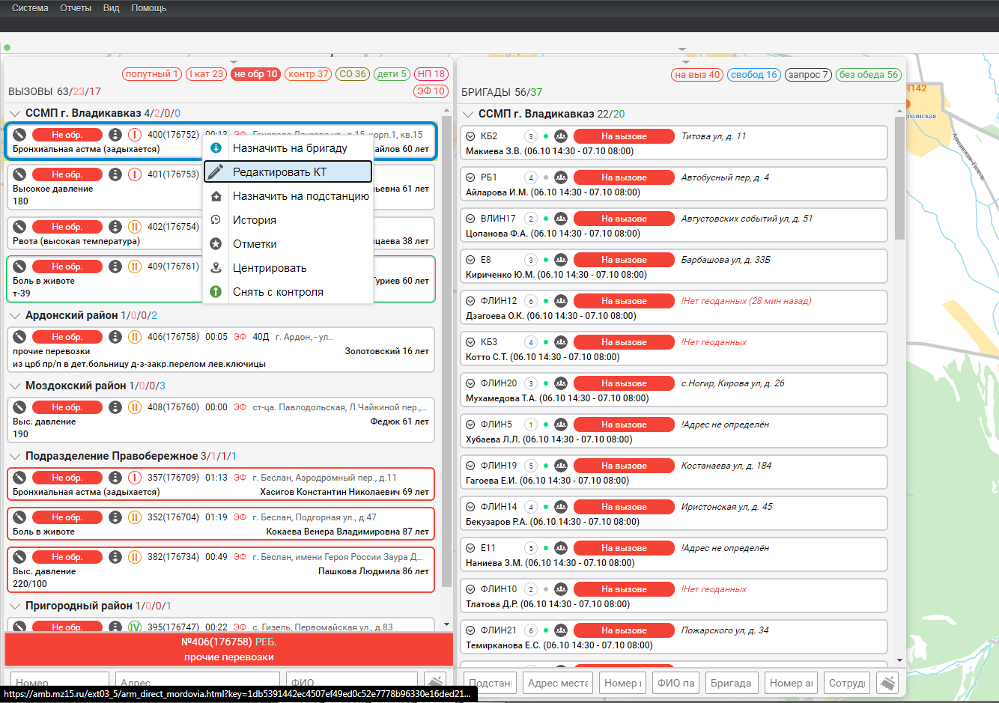 Система Отчеты Вид Помощь
попутный 1 I кат 23 не обр 10 контр 37 СО 36 дети 5 НП 18
ВЫЗОВЫ 63/23/17 ЭФ 10
ССМП г. Владикавказ 4/2/0/0
Не обр. I 400(176752) 00:13 ЭФ
Бронхиальная астма (задыхается) 60 лет
Не обр. I 401(176753)
Высокое давление 61 лет
180
Не обр. II 402(176754)
Рвота (высокая температура) 38 лет
Не обр. II 409(176761)
Боль в животе Гуриев 60 лет
т-39
Назначить на бригаду
Редактировать КТ
Назначить на подстанцию
История
Отметки
Центрировать
Снять с контроля
Ардонский район 1/0/0/2
Не обр. II 406(176758) 00:05 ЭФ 40Д г. Ардон, - ул..
прочие перевозки Золотовский 16 лет
из црб пр/п в дет.больницу д-з-закр.перелом лев.ключицы
Моздокский район 1/0/0/3
Не обр. II 408(176760) 00:00 ЭФ ст-ца. Павлодольская, Л.Чайкиной пер.,...
Выс. давление Федюк 61 лет
190
Подразделение Правобережное 3/1/1/1
Не обр. I 357(176709) 01:13 ЭФ г. Беслан, Аэродромный пер., д.11
Бронхиальная астма (задыхается) Хасигов Константин Николаевич 69 лет
Не обр. II 352(176704) 01:19 ЭФ г. Беслан, Подгорная ул., д.47
Боль в животе Кокаева Венера Владимировна 87 лет
Не обр. II 382(176734) 00:49 ЭФ г. Беслан, имени Героя России Заура Д...
Выс. давление Пашкова Людмила 86 лет
220/100
Пригородный район 1/0/0/1
Не обр. IV 395(176747) 00:22 ЭФ с. Гизель, Первомайская ул., д.83
№406(176758) РЕБ.
прочие перевозки
Номер Адрес ФИО
https://amb.mz15.ru/ext03_5/arm_direct_mordovia.html?key=1db5391442ec4507ef49ed0c52e7778b96330e16ded21...
на выз 40 свобод 16 запрос 7 без обеда 56
БРИГАДЫ 56/37
ССМП г. Владикавказ 22/20
КБ2 3 На вызове Титова ул, д. 11
Макиева З.В. (06.10 14:30 - 07.10 08:00)
РБ1 4 На вызове Автобусный пер, д. 4
Айларова И.М. (06.10 14:30 - 07.10 08:00)
ВЛИН17 2 На вызове Августовских событий ул, д. 51
Цопанова Ф.А. (06.10 14:30 - 07.10 08:00)
Е8 3 На вызове Барбашова ул, д. 33Б
Кириченко Ю.М. (06.10 14:30 - 07.10 08:00)
ФЛИН12 6 На вызове !Нет геоданных (28 мин назад)
Дзагоева О.К. (06.10 14:30 - 07.10 08:00)
КБ3 4 На вызове !Нет геоданных
Котто С.Т. (06.10 14:30 - 07.10 08:00)
ФЛИН20 3 На вызове с.Ногир, Кирова ул, д. 26
Мухамедова Т.А. (06.10 14:30 - 07.10 08:00)
ФЛИН5 1 На вызове !Адрес не определён
Хубаева Л.Л. (06.10 14:30 - 07.10 08:00)
ФЛИН19 5 На вызове Костанаева ул, д. 184
Гагоева Е.И. (06.10 14:30 - 07.10 08:00)
ФЛИН14 4 На вызове Иристонская ул, д. 45
Бекузаров Р.А. (06.10 14:30 - 07.10 08:00)
Е11 5 На вызове !Адрес не определён
Наниева З.М. (06.10 14:30 - 07.10 08:00)
ФЛИН10 2 На вызове !Нет геоданных
Тлатова Д.Р. (06.10 14:30 - 07.10 08:00)
ФЛИН21 6 На вызове Пожарского ул, д. 34
Темирканова Е.С. (06.10 14:30 - 07.10 08:00)
Подстан Адрес места Номер ФИО па Бригада Номер Сотруд
Н142
рхонская
Архонская-Гизель